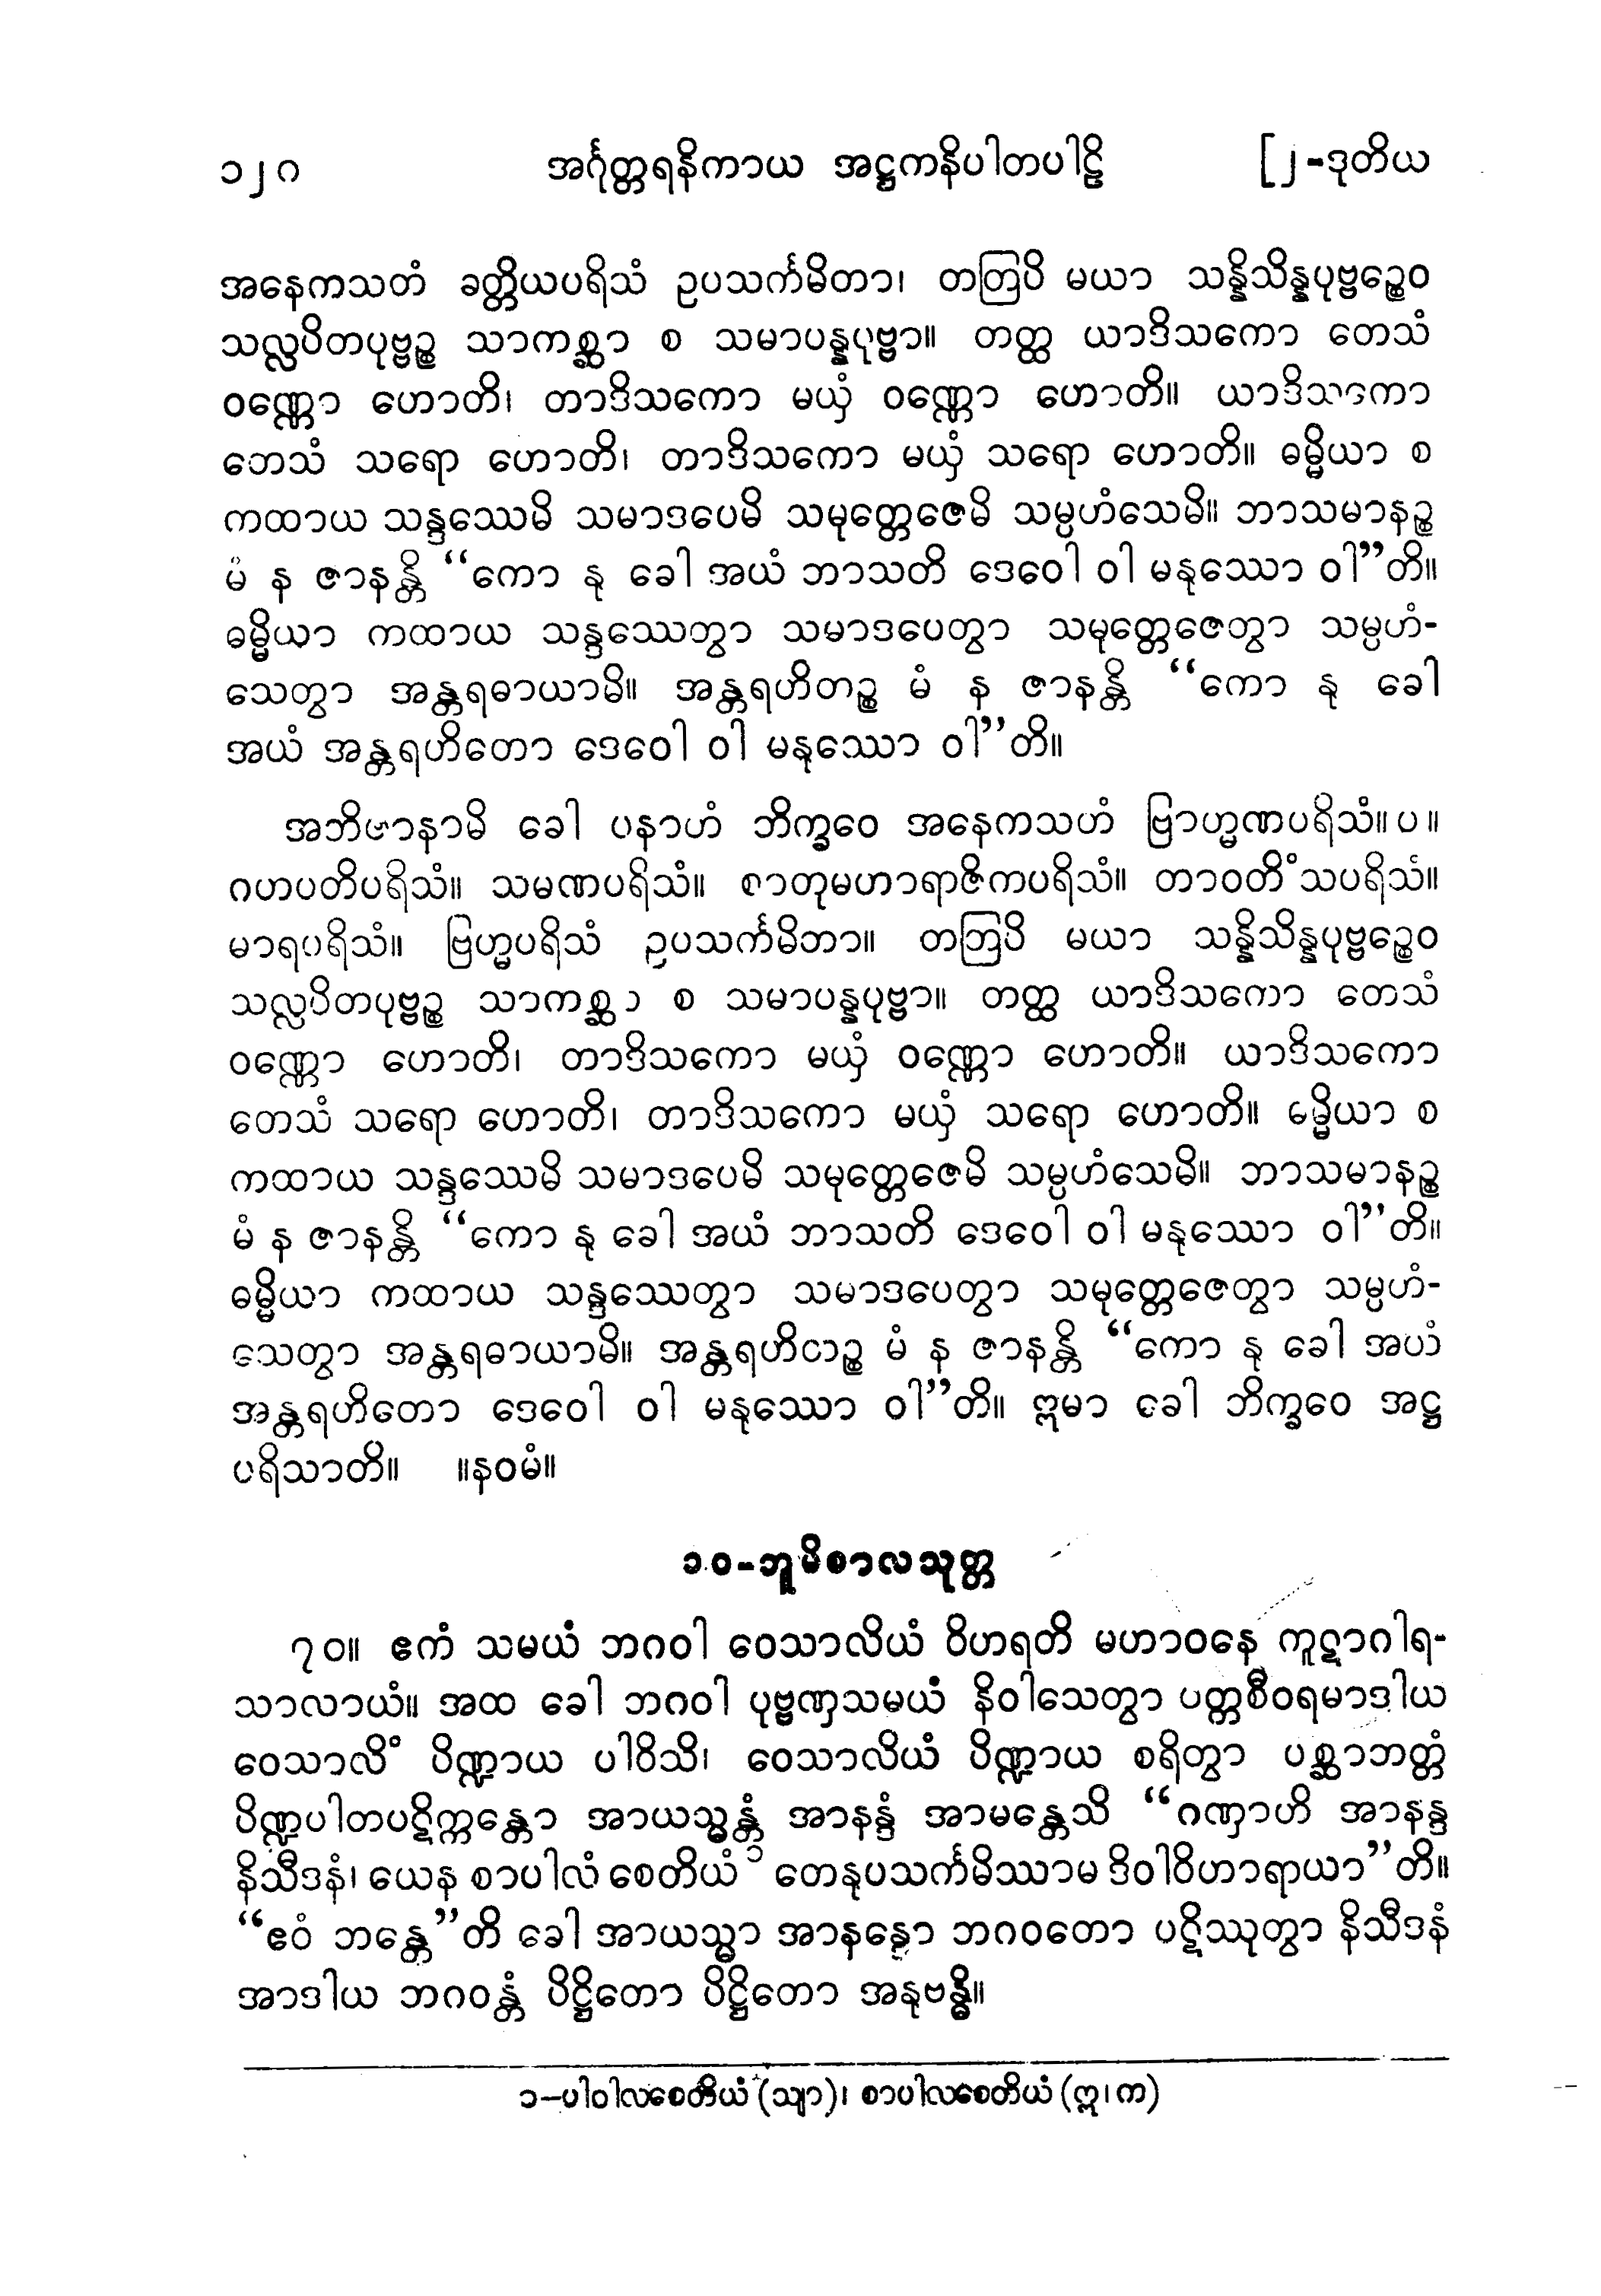 ၁၂၈ အင်္ဂုတ္တရနိကာယ အဋ္ဌကနိပါတပါဠိ [၂-ဒုတိယ
အနေကသတံ ခတ္တိယပရိသံ ဥပသင်္ကမိတာ၊ တတြပိ မယာ သန္နိသိန္နပုဗ္ဗဉ္စေဝ
သလ္လပိတပုဗ္ဗဉ္စ သာကစ္ဆာ စ သမာပန္နပုဗ္ဗာ။ တတ္ထ ယာဒိသကော တေသံ
ဝဏ္ဏော ဟောတိ၊ တာဒိသကော မယှံ ဝဏ္ဏော ဟောတိ။ ယာဒိသကော
တေသံ သရော ဟောတိ၊ တာဒိသကော မယှံ သရော ဟောတိ။ ဓမ္မိယာ စ
ကထာယ သန္ဒဿေမိ သမာဒပေမိ သမုတ္တေဇေမိ သမ္ပဟံသေမိ။ ဘာသမာနဉ္စ
မံ န ဇာနန္တိ “ကော နု ခေါ အယံ ဘာသတိ ဒေဝေါ ဝါ မနုဿော ဝါ”တိ။
ဓမ္မိယာ ကထာယ သန္ဒဿေတွာ သမာဒပေတွာ သမုတ္တေဇေတွာ သမ္ပဟံ-
သေတွာ အန္တရဓာယာမိ။ အန္တရဟိတဉ္စ မံ န ဇာနန္တိ “ကော နု ခေါ
အယံ အန္တရဟိတော ဒေဝေါ ဝါ မနုဿော ဝါ”တိ။
အဘိဇာနာမိ ခေါ ပနာဟံ ဘိက္ခဝေ အနေကသတံ ဗြာဟ္မဏပရိသံ။ပ။
ဂဟပတိပရိသံ။ သမဏပရိသံ။ စာတုမဟာရာဇိကပရိသံ။ တာဝတိံသပရိသံ။
မာရပရိသံ။ ဗြဟ္မပရိသံ ဥပသင်္ကမိတာ။ တတြပိ မယာ သန္နိသိန္နပုဗ္ဗဉ္စေဝ
သလ္လပိတပုဗ္ဗဉ္စ သာကစ္ဆာ စ သမာပန္နပုဗ္ဗာ။ တတ္ထ ယာဒိသကော တေသံ
ဝဏ္ဏော ဟောတိ၊ တာဒိသကော မယှံ ဝဏ္ဏော ဟောတိ။ ယာဒိသကော
တေသံ သရော ဟောတိ၊ တာဒိသကော မယှံ သရော ဟောတိ။ ဓမ္မိယာ စ
ကထာယ သန္ဒဿေမိ သမာဒပေမိ သမုတ္တေဇေမိ သမ္ပဟံသေမိ။ ဘာသမာနဉ္စ
မံ န ဇာနန္တိ “ကော နု ခေါ အယံ ဘာသတိ ဒေဝေါ ဝါ မနုဿော ဝါ”တိ။
ဓမ္မိယာ ကထာယ သန္ဒဿေတွာ သမာဒပေတွာ သမုတ္တေဇေတွာ သမ္ပဟံ-
သေတွာ အန္တရဓာယာမိ။ အန္တရဟိတဉ္စ မံ န ဇာနန္တိ “ကော နု ခေါ အယံ
အန္တရဟိတော ဒေဝေါ ဝါ မနုဿော ဝါ”တိ။ ဣမာ ခေါ ဘိက္ခဝေ အဋ္ဌ
ပရိသာတိ။ ။နဝမံ။
၁၀-ဘူမိစာလသုတ္တ
၇၀။ ဧကံ သမယံ ဘဂဝါ ဝေသာလိယံ ဝိဟရတိ မဟာဝနေ ကူဋာဂါရ-
သာလာယံ။ အထ ခေါ ဘဂဝါ ပုဗ္ဗဏှသမယံ နိဝါသေတွာ ပတ္တစီဝရမာဒါယ
ဝေသာလိံ ပိဏ္ဍာယ ပါဝိသိ၊ ဝေသာလိယံ ပိဏ္ဍာယ စရိတွာ ပစ္ဆာဘတ္တံ
ပိဏ္ဍပါတပဋိက္ကန္တော အာယသ္မန္တံ အာနန္ဒံ အာမန္တေသိ “ဂဏှာဟိ အာနန္ဒ
နိသီဒနံ၊ ယေန စာပါလံ စေတိယံ ၁ တေနုပသင်္ကမိဿာမ ဒိဝါဝိဟာရာယာ”တိ။
“ဧဝံ ဘန္တေ”တိ ခေါ အာယသ္မာ အာနန္ဒော ဘဂဝတော ပဋိဿုတွာ နိသီဒနံ
အာဒါယ ဘဂဝန္တံ ပိဋ္ဌိတော ပိဋ္ဌိတော အနုဗန္ဓိ။
၁-ပါဝါလစေတိယံ (သျာ)၊ စာပါလစေတိယံ (ဣ၊က)